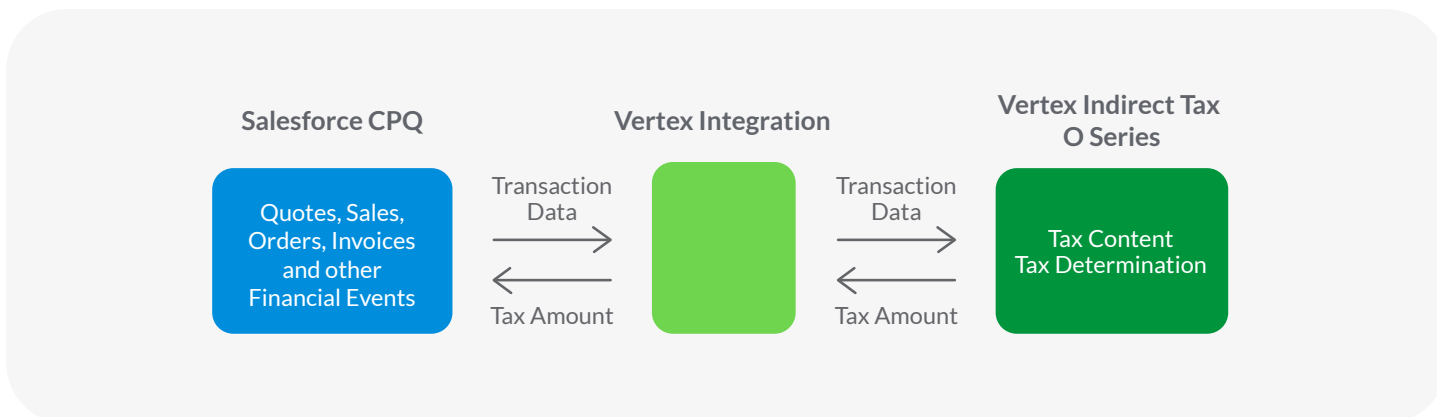 Salesforce CPQ
Quotes, Sales,
Orders, Invoices
and other
Financial Events
Transaction
Data
Tax Amount
Vertex Integration
Transaction
Data
Tax Amount
Vertex Indirect Tax
O Series
Tax Content
Tax Determination